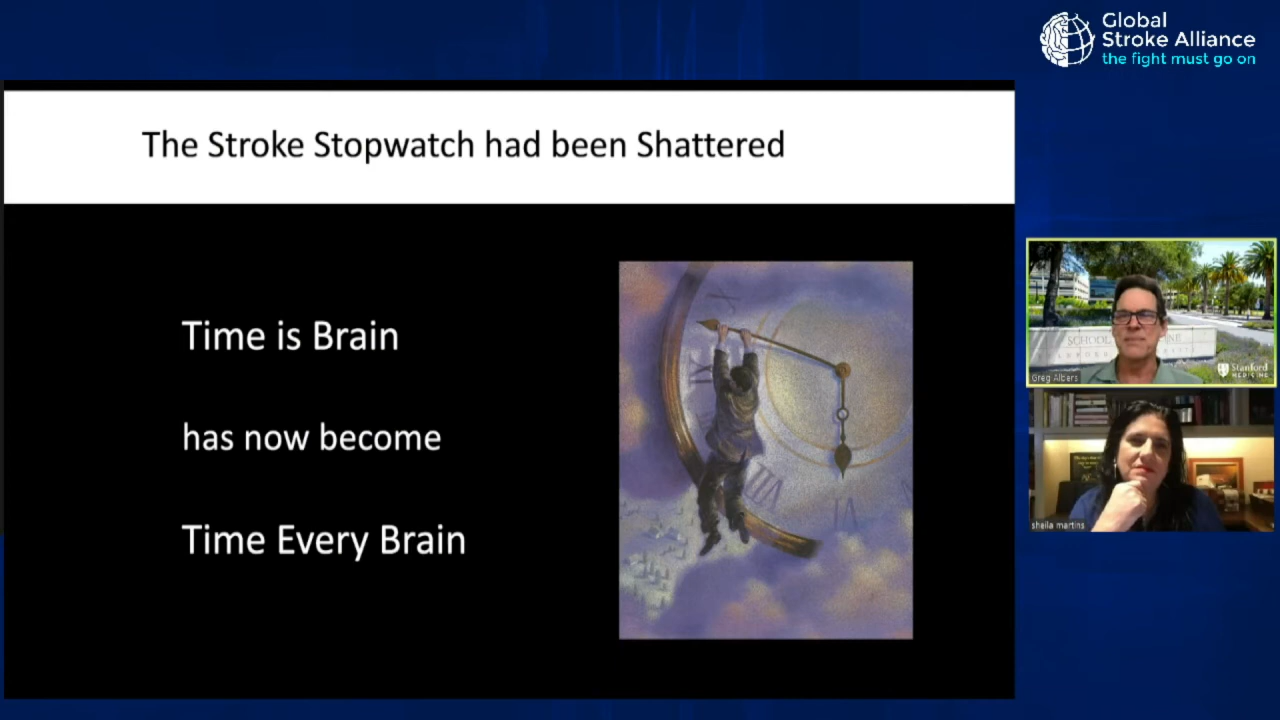 Global
Stroke Alliance
the fight must go on
The Stroke Stopwatch had been Shattered
Time is Brain
has now become
Time Every Brain
Greg Albers
Stanford
MEDICINE
sheila martins